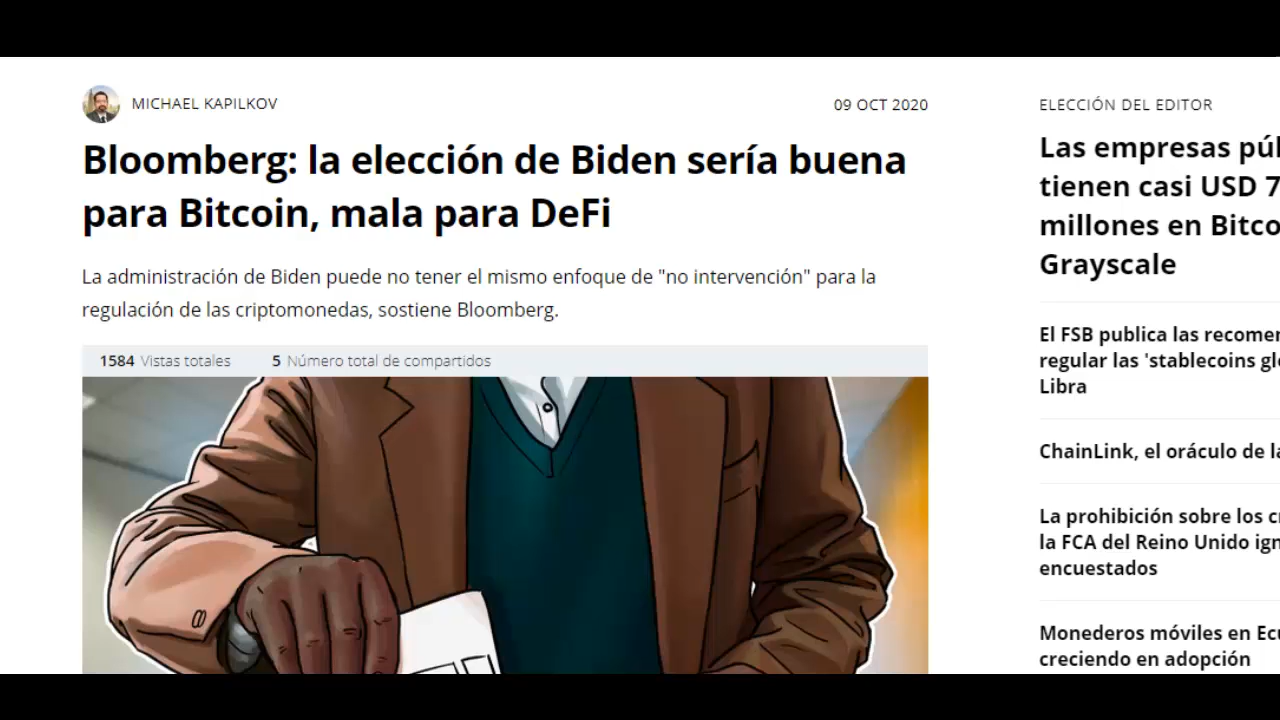 MICHAEL KAPILKOV
09 OCT 2020
Bloomberg: la elección de Biden sería buena
para Bitcoin, mala para DeFi
La administración de Biden puede no tener el mismo enfoque de "no intervención" para la
regulación de las criptomonedas, sostiene Bloomberg.
1584 Vistas totales 5 Número total de compartidos
ELECCIÓN DEL EDITOR
Las empresas
tienen casi USD 7
millones en
Grayscale
El FSB publica las
regular las 'stablecoins
Libra
ChainLink, el oráculo de
La prohibición sobre los
la FCA del Reino Unido
encuestados
Monederos móviles en
creciendo en adopción